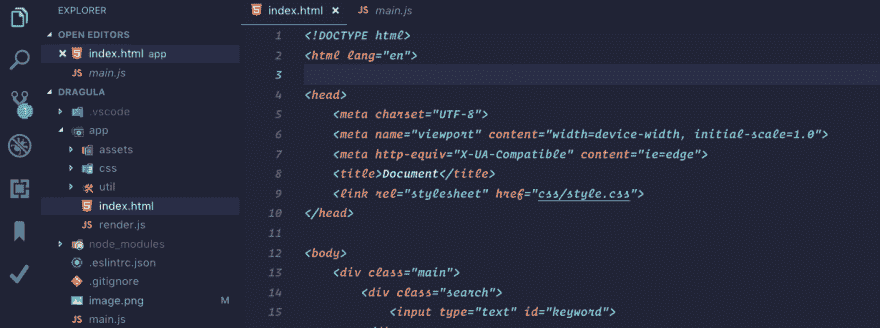 EXPLORER
OPEN EDITORS
index.html app
JS main.js
DRAGULA
.vscode
app
assets
css
util
index.html
JS render.js
node_modules
.eslintrc.json
.gitignore
image.png M
JS main.js
index.html
JS main.js
1 <!DOCTYPE html>
2 <html lang="en">
3
4 <head>
5 <meta charset="UTF-8">
6 <meta name="viewport" content="width=device-width, initial-scale=1.0">
7 <meta http-equiv="X-UA-Compatible" content="ie=edge">
8 <title>Document</title>
9 <link rel="stylesheet" href="css/style.css">
10 </head>
11
12 <body>
13 <div class="main">
14 <div class="search">
15 <input type="text" id="keyword">